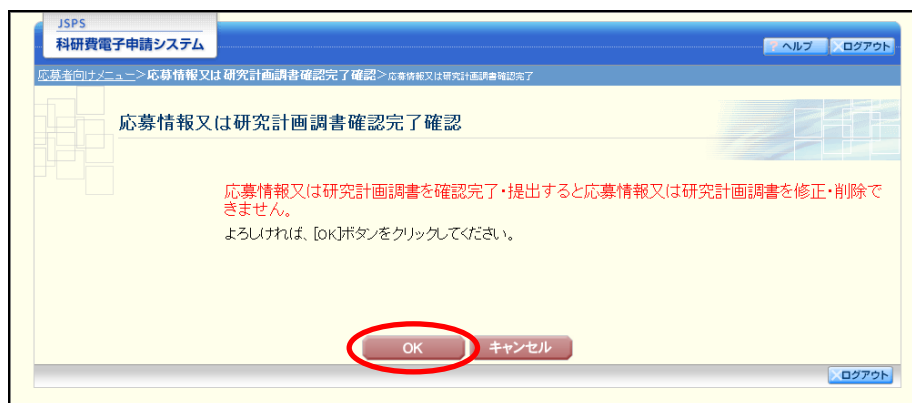 JSPS
科研費電子申請システム
? ヘルプ ×ログアウト
応募者向けメニュー>応募情報又は研究計画調書確認完了確認>応募情報又は研究計画調書確認完了
応募情報又は研究計画調書確認完了確認
応募情報又は研究計画調書を確認完了・提出すると応募情報又は研究計画調書を修正・削除で
きません。
よろしければ、[OK]ボタンをクリックしてください。
OK キャンセル
×ログアウト